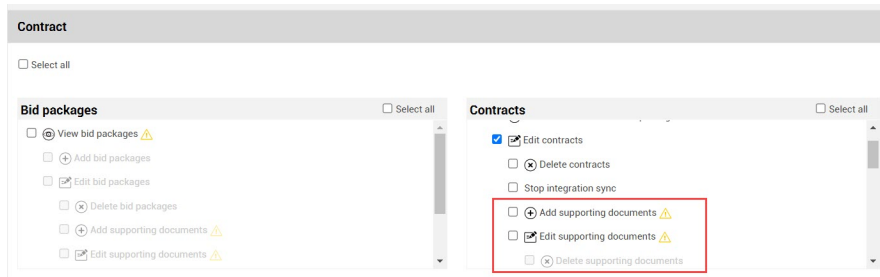 Contract
Select all
Bid packages
Select all
View bid packages
Add bid packages
Edit bid packages
Delete bid packages
Add supporting documents
Edit supporting documents
Contracts
Select all
Edit contracts
Delete contracts
Stop integration sync
Add supporting documents
Edit supporting documents
Delete supporting documents